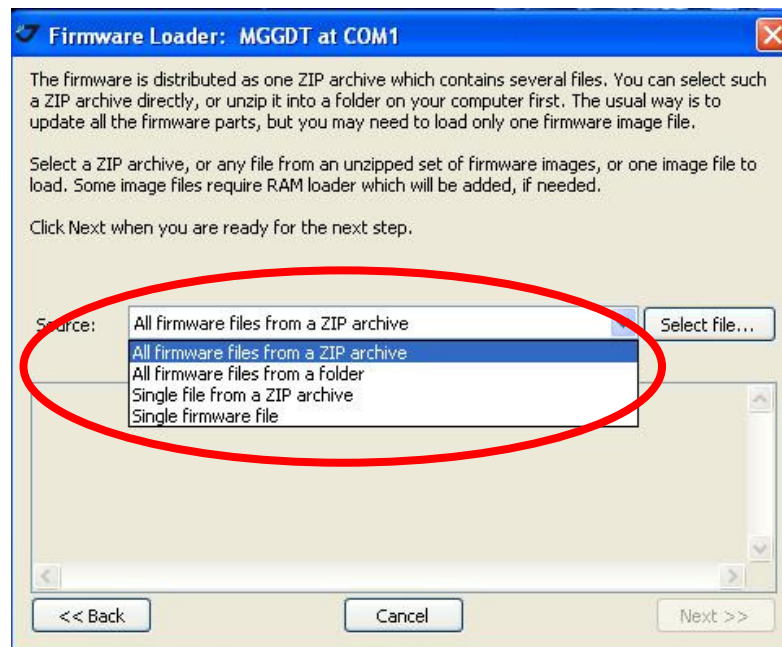 Firmware Loader: MGGDT at COM1
The firmware is distributed as one ZIP archive which contains several files. You can select such
a ZIP archive directly, or unzip it into a folder on your computer first. The usual way is to
update all the firmware parts, but you may need to load only one firmware image file.
Select a ZIP archive, or any file from an unzipped set of firmware images, or one image file to
load. Some image files require RAM loader which will be added, if needed.
Click Next when you are ready for the next step.
Source: All firmware files from a ZIP archive Select file...
All firmware files from a ZIP archive
All firmware files from a folder
Single file from a ZIP archive
Single firmware file
<< Back Cancel Next >>